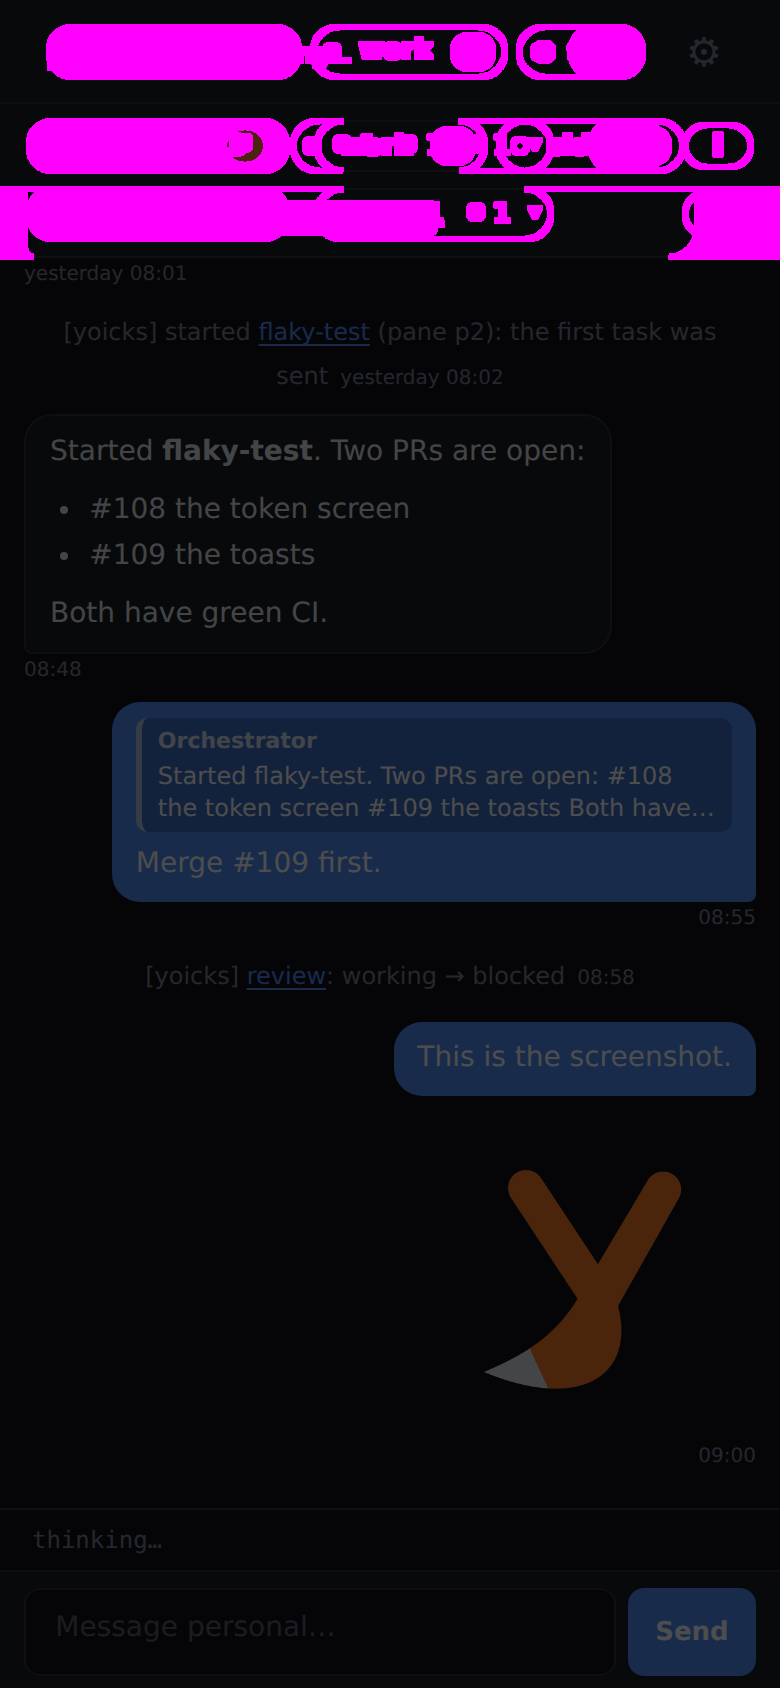 work
1
yesterday 08:01
[yoicks] started flaky-test (pane p2): the first task was
sent yesterday 08:02
Started flaky-test. Two PRs are open:
• #108 the token screen
• #109 the toasts
Both have green CI.
08:48
Orchestrator
Started flaky-test. Two PRs are open: #108
the token screen #109 the toasts Both have…
Merge #109 first.
08:55
[yoicks] review: working → blocked 08:58
This is the screenshot.
09:00
thinking…
Message personal…
Send